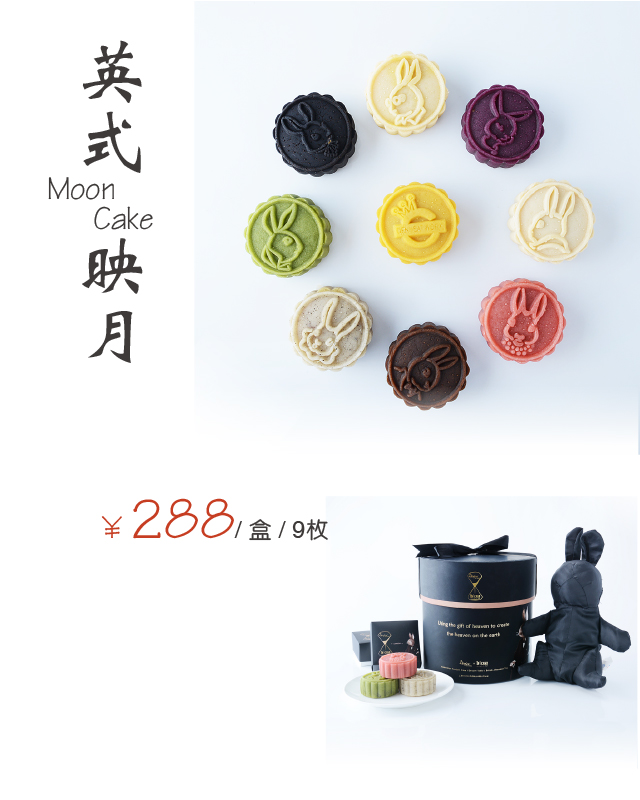 英式
Moon
Cake
映月
¥ 288 / 盒 / 9枚
Using the gift of heaven to create
the heaven on the earth